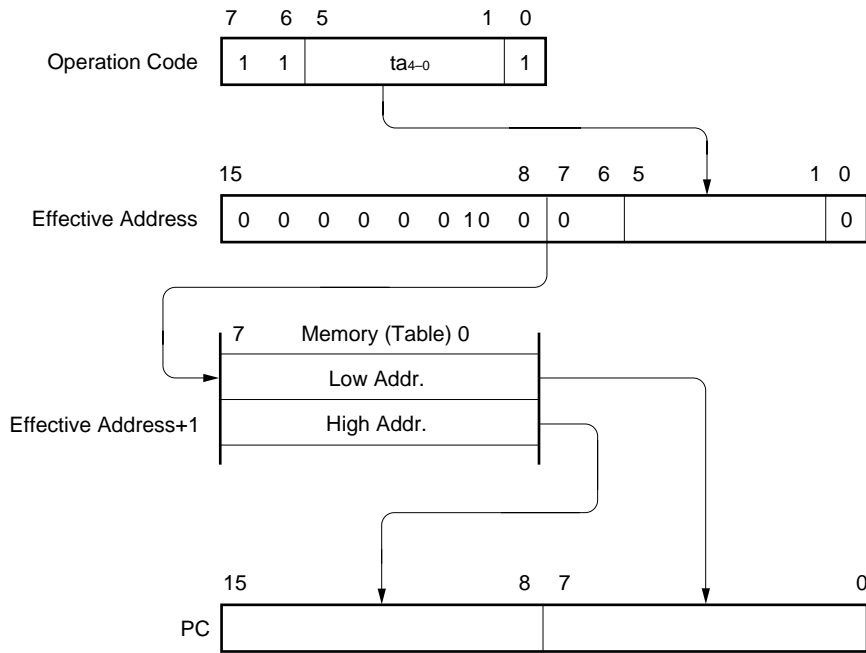 7 6 5 1 0
Operation Code 1 1 ta4–0 1
15 8 7 6 5 1 0
Effective Address 0 0 0 0 0 0 1 0 0 0 0
7 Memory (Table) 0
Low Addr.
Effective Address+1 High Addr.
15 8 7 0
PC